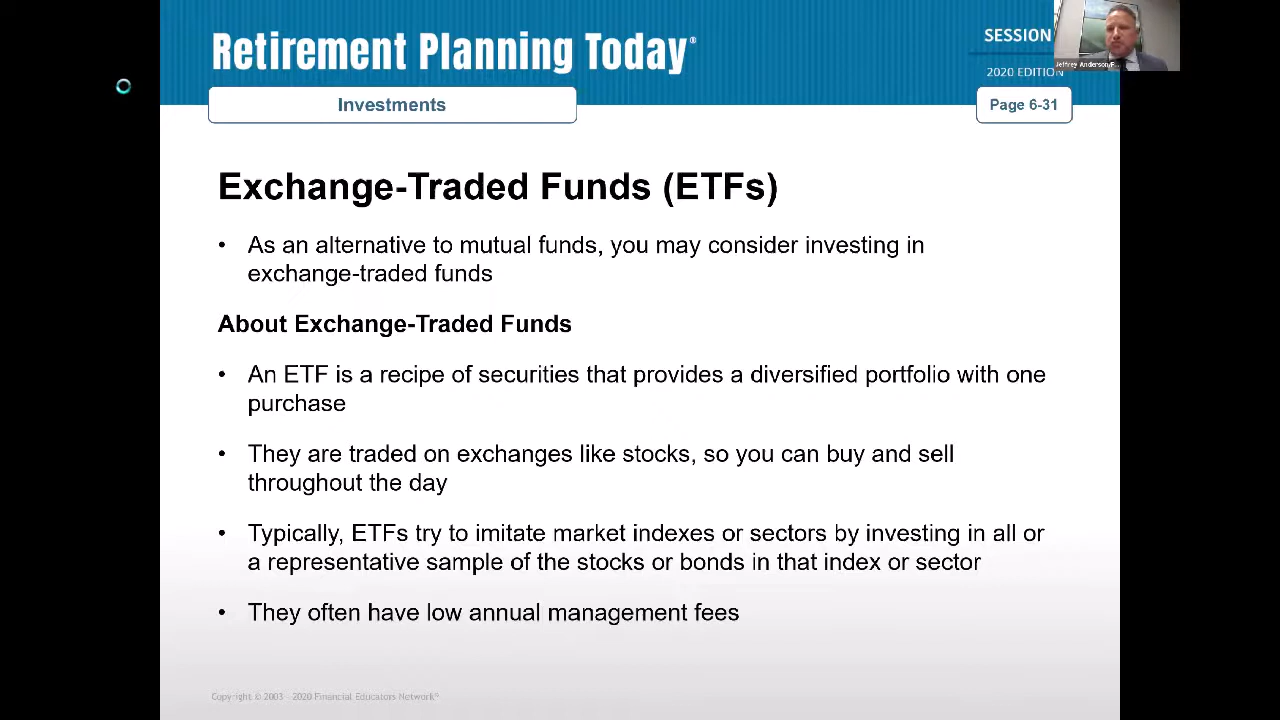 Retirement Planning Today®
SESSION
2020 EDITION
Jeffrey Anderson/F...
Investments
Page 6-31
Exchange-Traded Funds (ETFs)
• As an alternative to mutual funds, you may consider investing in
exchange-traded funds
About Exchange-Traded Funds
• An ETF is a recipe of securities that provides a diversified portfolio with one
purchase
• They are traded on exchanges like stocks, so you can buy and sell
throughout the day
• Typically, ETFs try to imitate market indexes or sectors by investing in all or
a representative sample of the stocks or bonds in that index or sector
• They often have low annual management fees
Copyright © 2003 - 2020 Financial Educators Network®